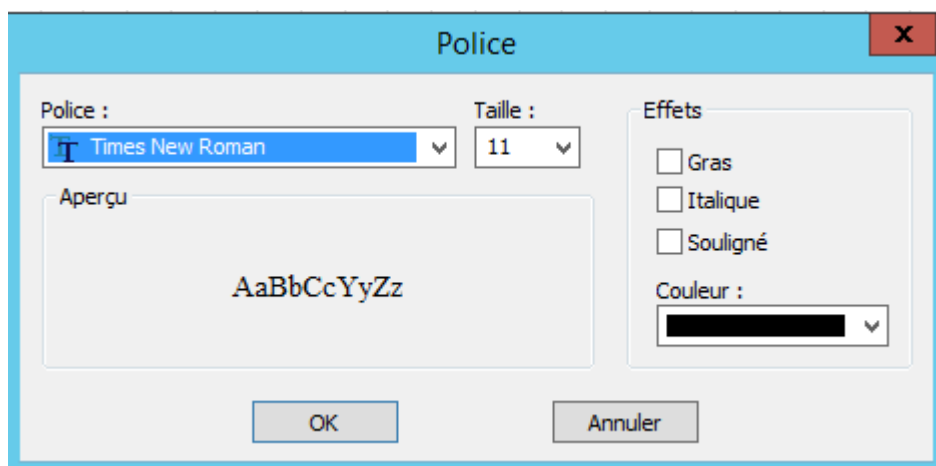 Police
Police :
Times New Roman
Taille :
11
Effets
Gras
Italique
Souligné
Aperçu
AaBbCcYyZz
Couleur :
OK
Annuler